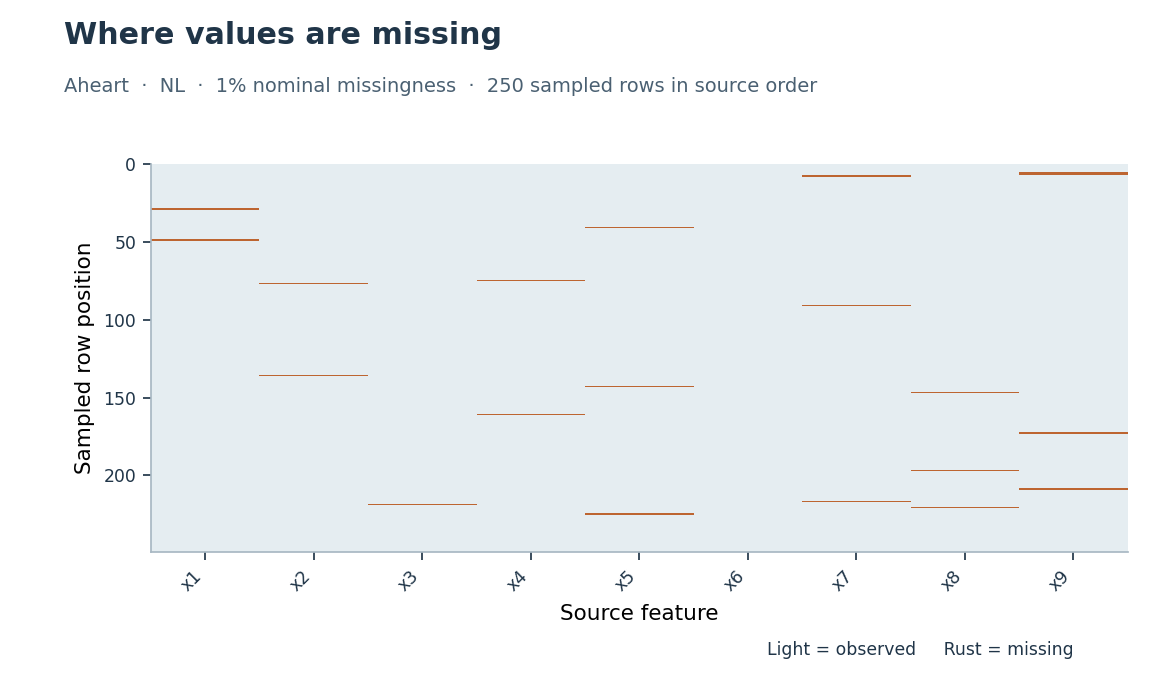 Where values are missing
Aheart · NL · 1% nominal missingness · 250 sampled rows in source order
0
50
100
150
200
Sampled row position
x1 x2 x3 x4 x5 x6 x7 x8 x9
Source feature
Light = observed Rust = missing